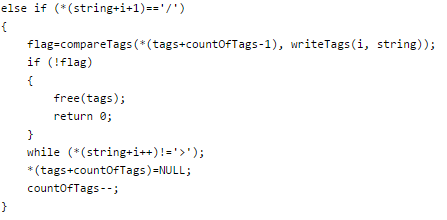 else if (*(string+i+1)=='/')
{
    flag=compareTags(*(tags+countOfTags-1), writeTags(i, string));
    if (!flag)
    {
        free(tags);
        return 0;
    }
    while (*(string+i++)!='>');
    *(tags+countOfTags)=NULL;
    countOfTags--;
}